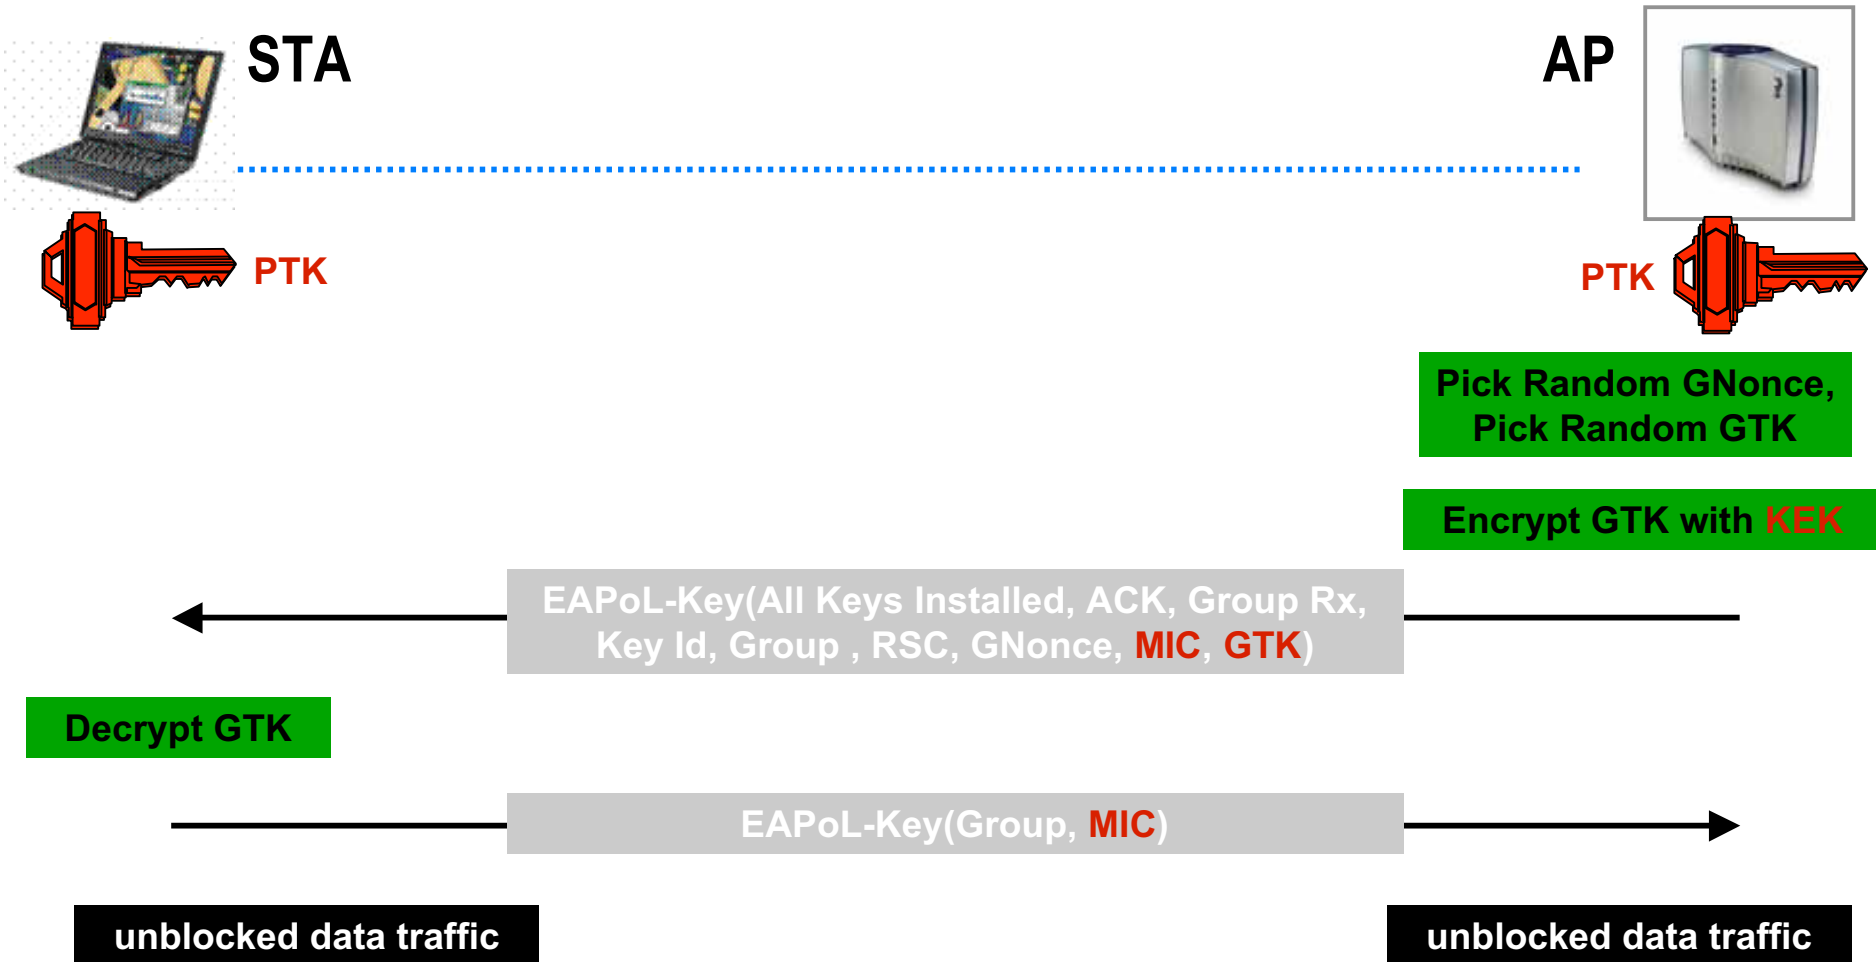 STA
AP
PTK
PTK
Pick Random GNonce,
Pick Random GTK
Encrypt GTK with KEK
EAPoL-Key(All Keys Installed, ACK, Group Rx,
Key Id, Group , RSC, GNonce, MIC, GTK)
Decrypt GTK
EAPoL-Key(Group, MIC)
unblocked data traffic
unblocked data traffic